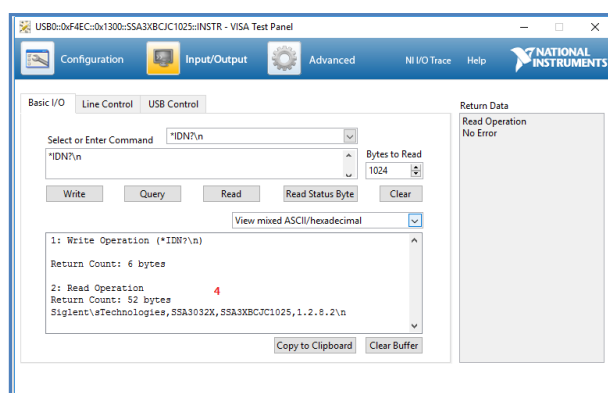 USB0::0xF4EC::0x1300::SSA3XBCJC1025::INSTR - VISA Test Panel
Configuration Input/Output Advanced NI I/O Trace Help NATIONAL INSTRUMENTS
Basic I/O Line Control USB Control
Return Data
Read Operation
No Error
Select or Enter Command *IDN?\n
*IDN?\n
Bytes to Read
1024
Write Query Read Read Status Byte Clear
View mixed ASCII/hexadecimal
1: Write Operation (*IDN?\n)
Return Count: 6 bytes
2: Read Operation
4
Return Count: 52 bytes
Siglent\sTechnologies,SSA3032X,SSA3XBCJC1025,1.2.8.2\n
Copy to Clipboard Clear Buffer